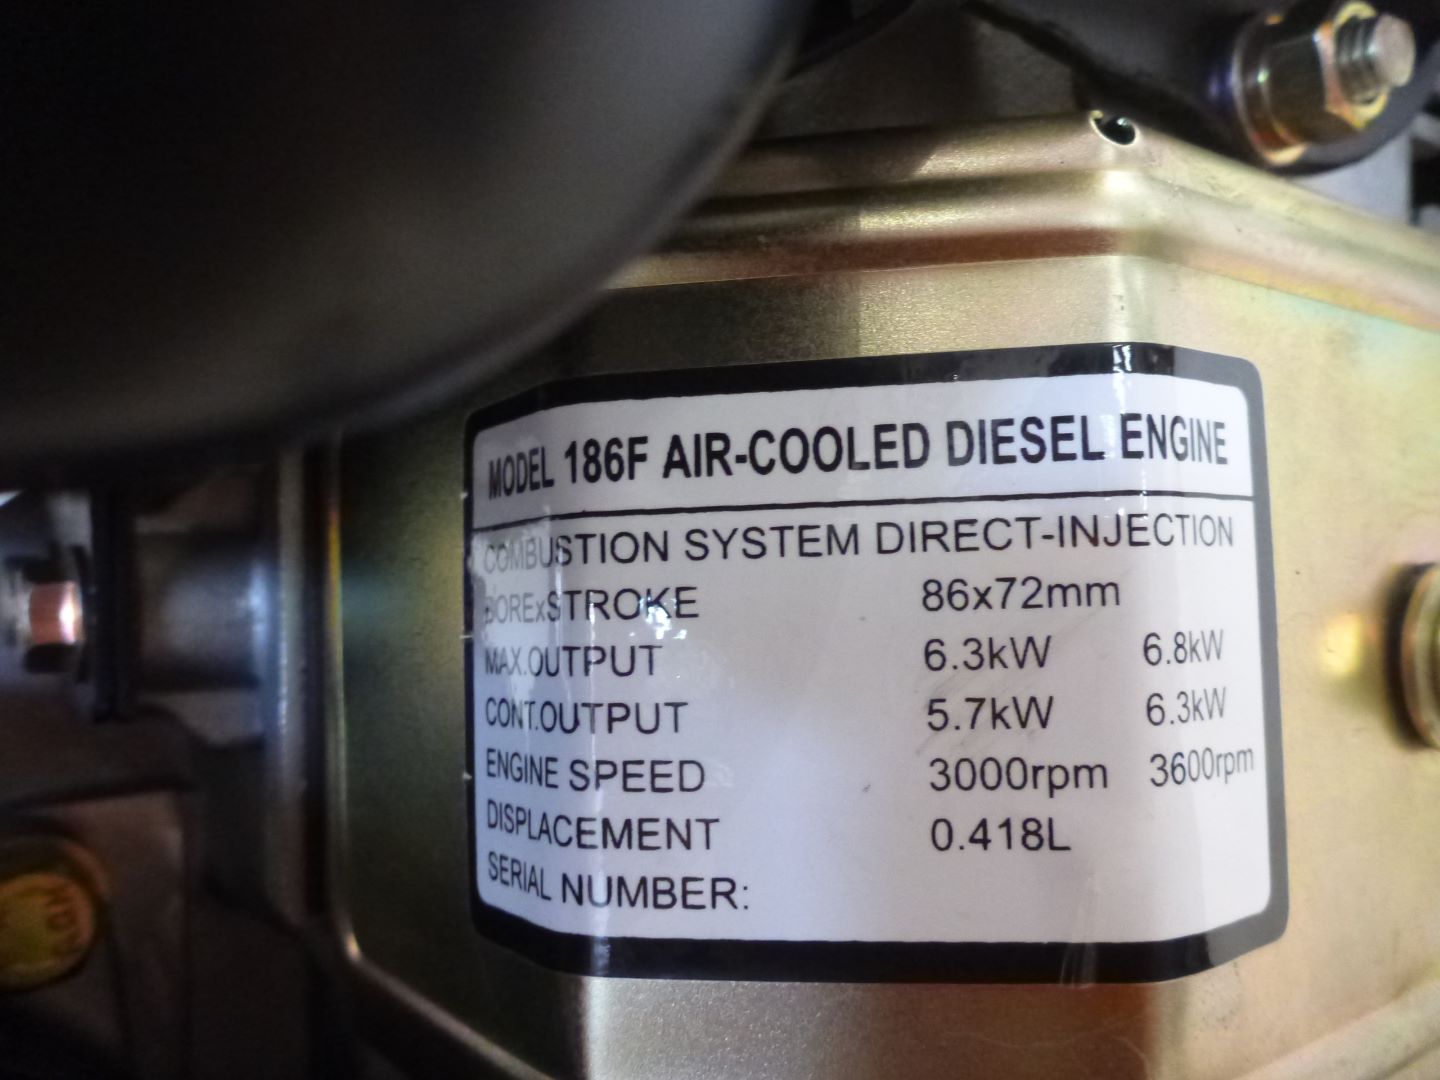 MODEL 186F AIR-COOLED DIESEL ENGINE
COMBUSTION SYSTEM DIRECT-INJECTION
BORExSTROKE 86x72mm
MAX.OUTPUT 6.3kW 6.8kW
CONT.OUTPUT 5.7kW 6.3kW
ENGINE SPEED 3000rpm 3600rpm
DISPLACEMENT 0.418L
SERIAL NUMBER: